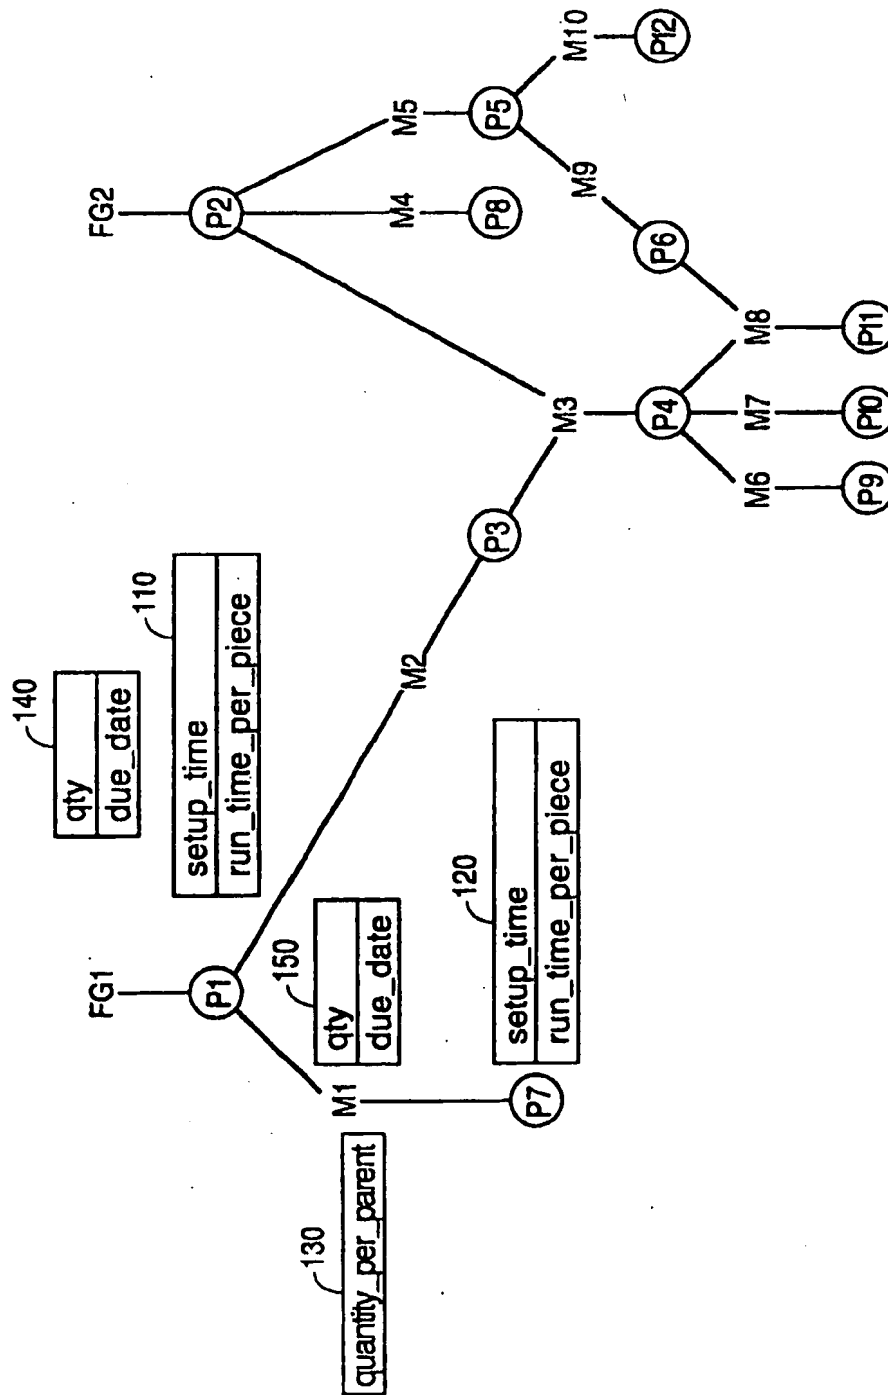 140
qty
due_date
110
setup_time
run_time_per_piece
FG1
P1
FG2
P2
130
quantity_per_parent
M1
150
qty
due_date
M2
M4
M5
120
setup_time
run_time_per_piece
P7
P3
P8
P5
M3
M9
M10
P4
P6
P12
M6
M7
M8
P9
P10
P11